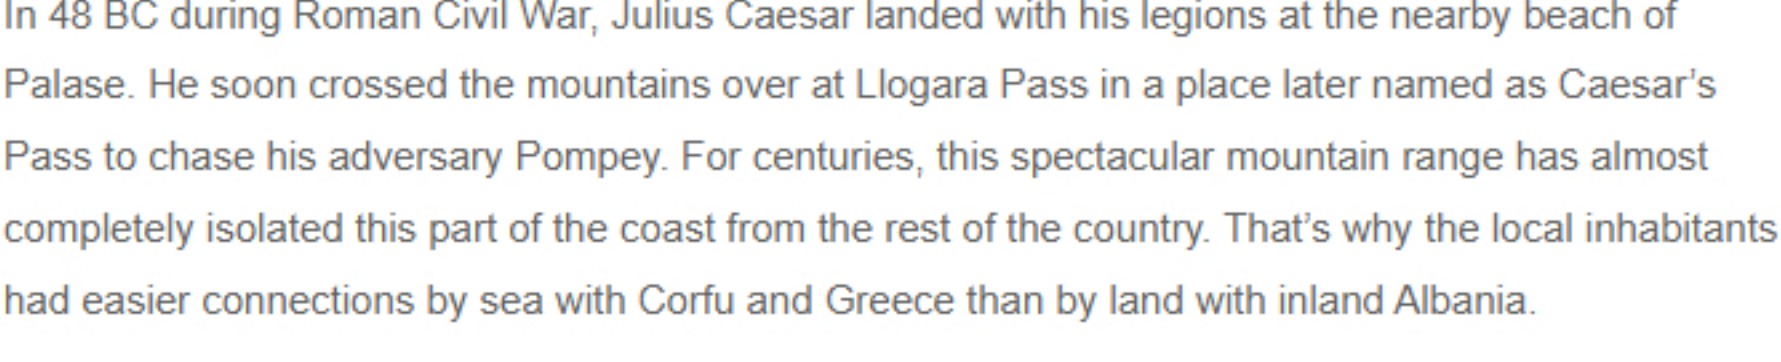 In 48 BC during Roman Civil War, Julius Caesar landed with his legions at the nearby beach of
Palase. He soon crossed the mountains over at Llogara Pass in a place later named as Caesar’s
Pass to chase his adversary Pompey. For centuries, this spectacular mountain range has almost
completely isolated this part of the coast from the rest of the country. That’s why the local inhabitants
had easier connections by sea with Corfu and Greece than by land with inland Albania.